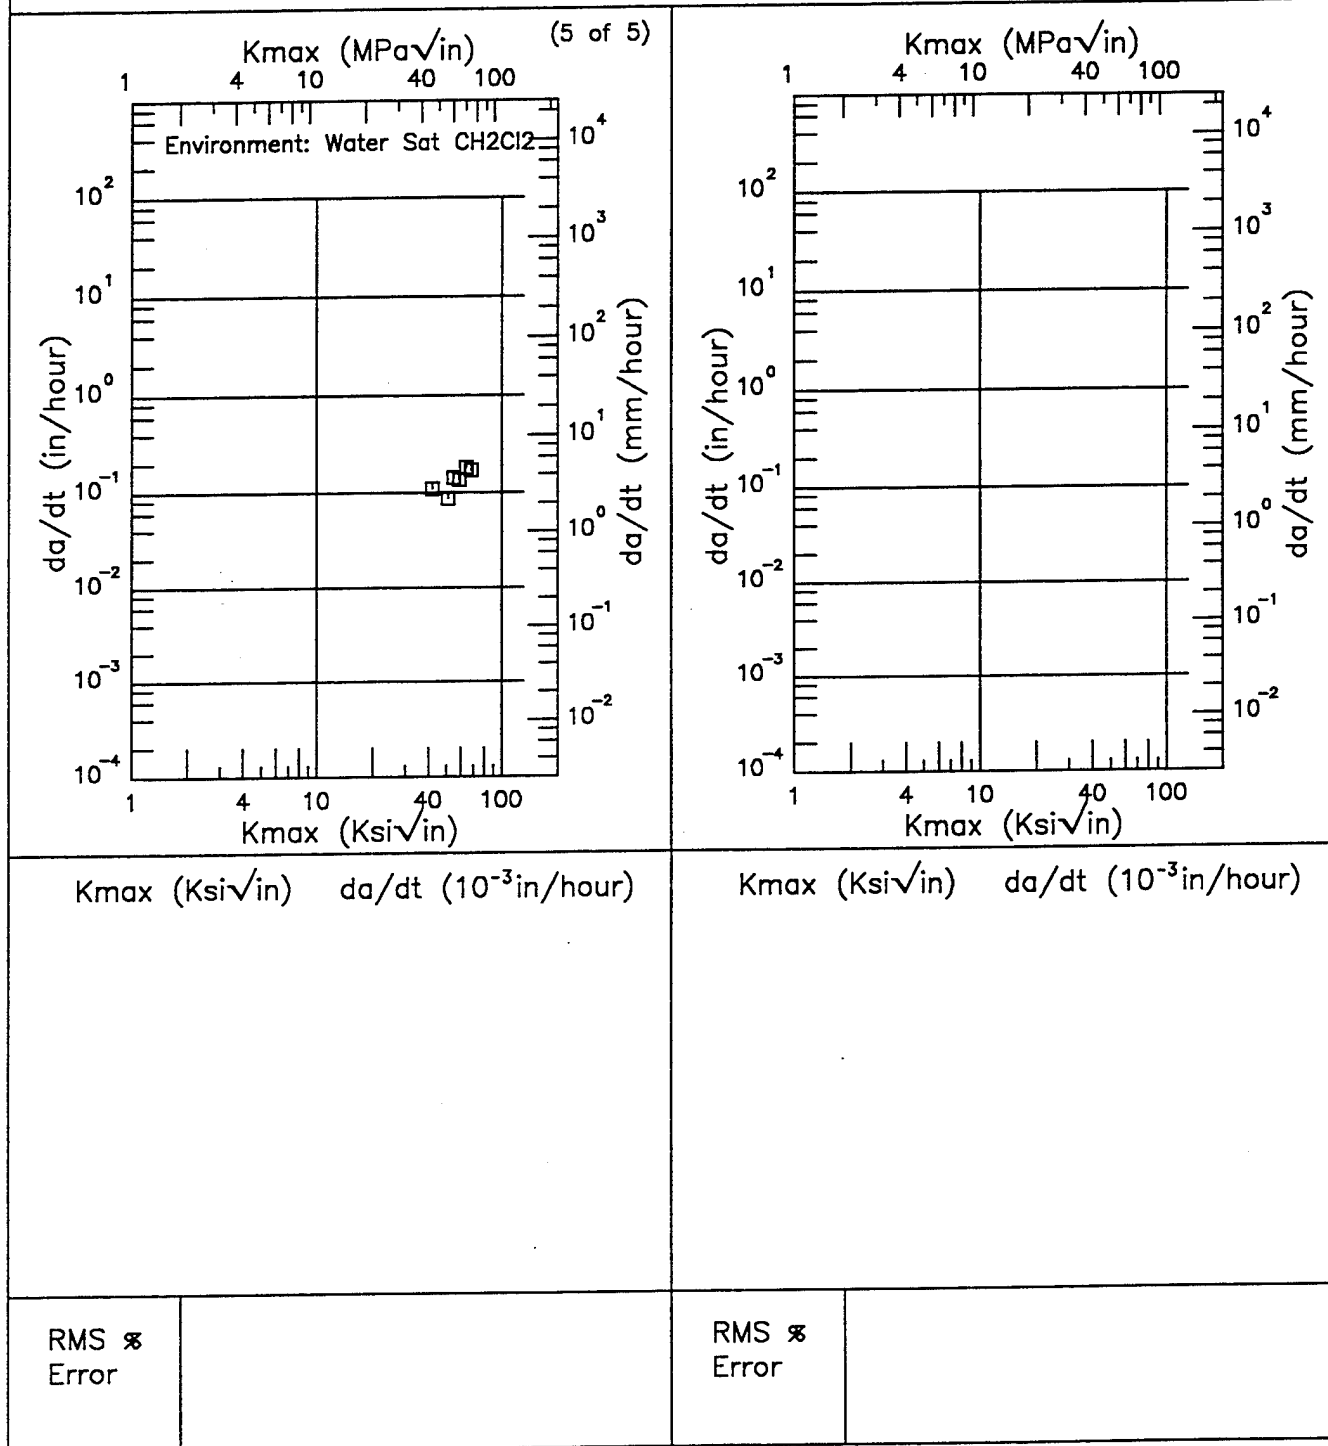 (5 of 5)
Kmax (MPa√in)
1 4 10 40 100
Environment: Water Sat CH2Cl2
da/dt (in/hour)
10² 10¹ 10⁰ 10⁻¹ 10⁻² 10⁻³ 10⁻⁴
da/dt (mm/hour)
10⁴ 10³ 10² 10¹ 10⁰ 10⁻¹ 10⁻²
1 4 10 40 100
Kmax (Ksi√in)
Kmax (MPa√in)
1 4 10 40 100
da/dt (in/hour)
10² 10¹ 10⁰ 10⁻¹ 10⁻² 10⁻³ 10⁻⁴
da/dt (mm/hour)
10⁴ 10³ 10² 10¹ 10⁰ 10⁻¹ 10⁻²
1 4 10 40 100
Kmax (Ksi√in)
Kmax (Ksi√in) da/dt (10⁻³in/hour)
Kmax (Ksi√in) da/dt (10⁻³in/hour)
RMS %
Error
RMS %
Error